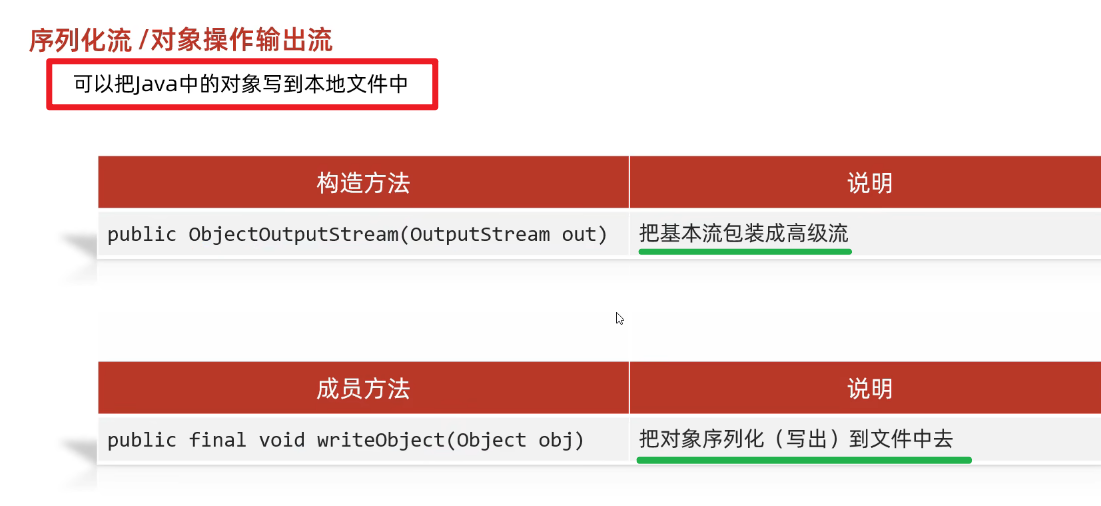 序列化流 /对象操作输出流
可以把Java中的对象写到本地文件中
构造方法 说明
public ObjectOutputStream(OutputStream out) 把基本流包装成高级流
成员方法 说明
public final void writeObject(Object obj) 把对象序列化（写出）到文件中去